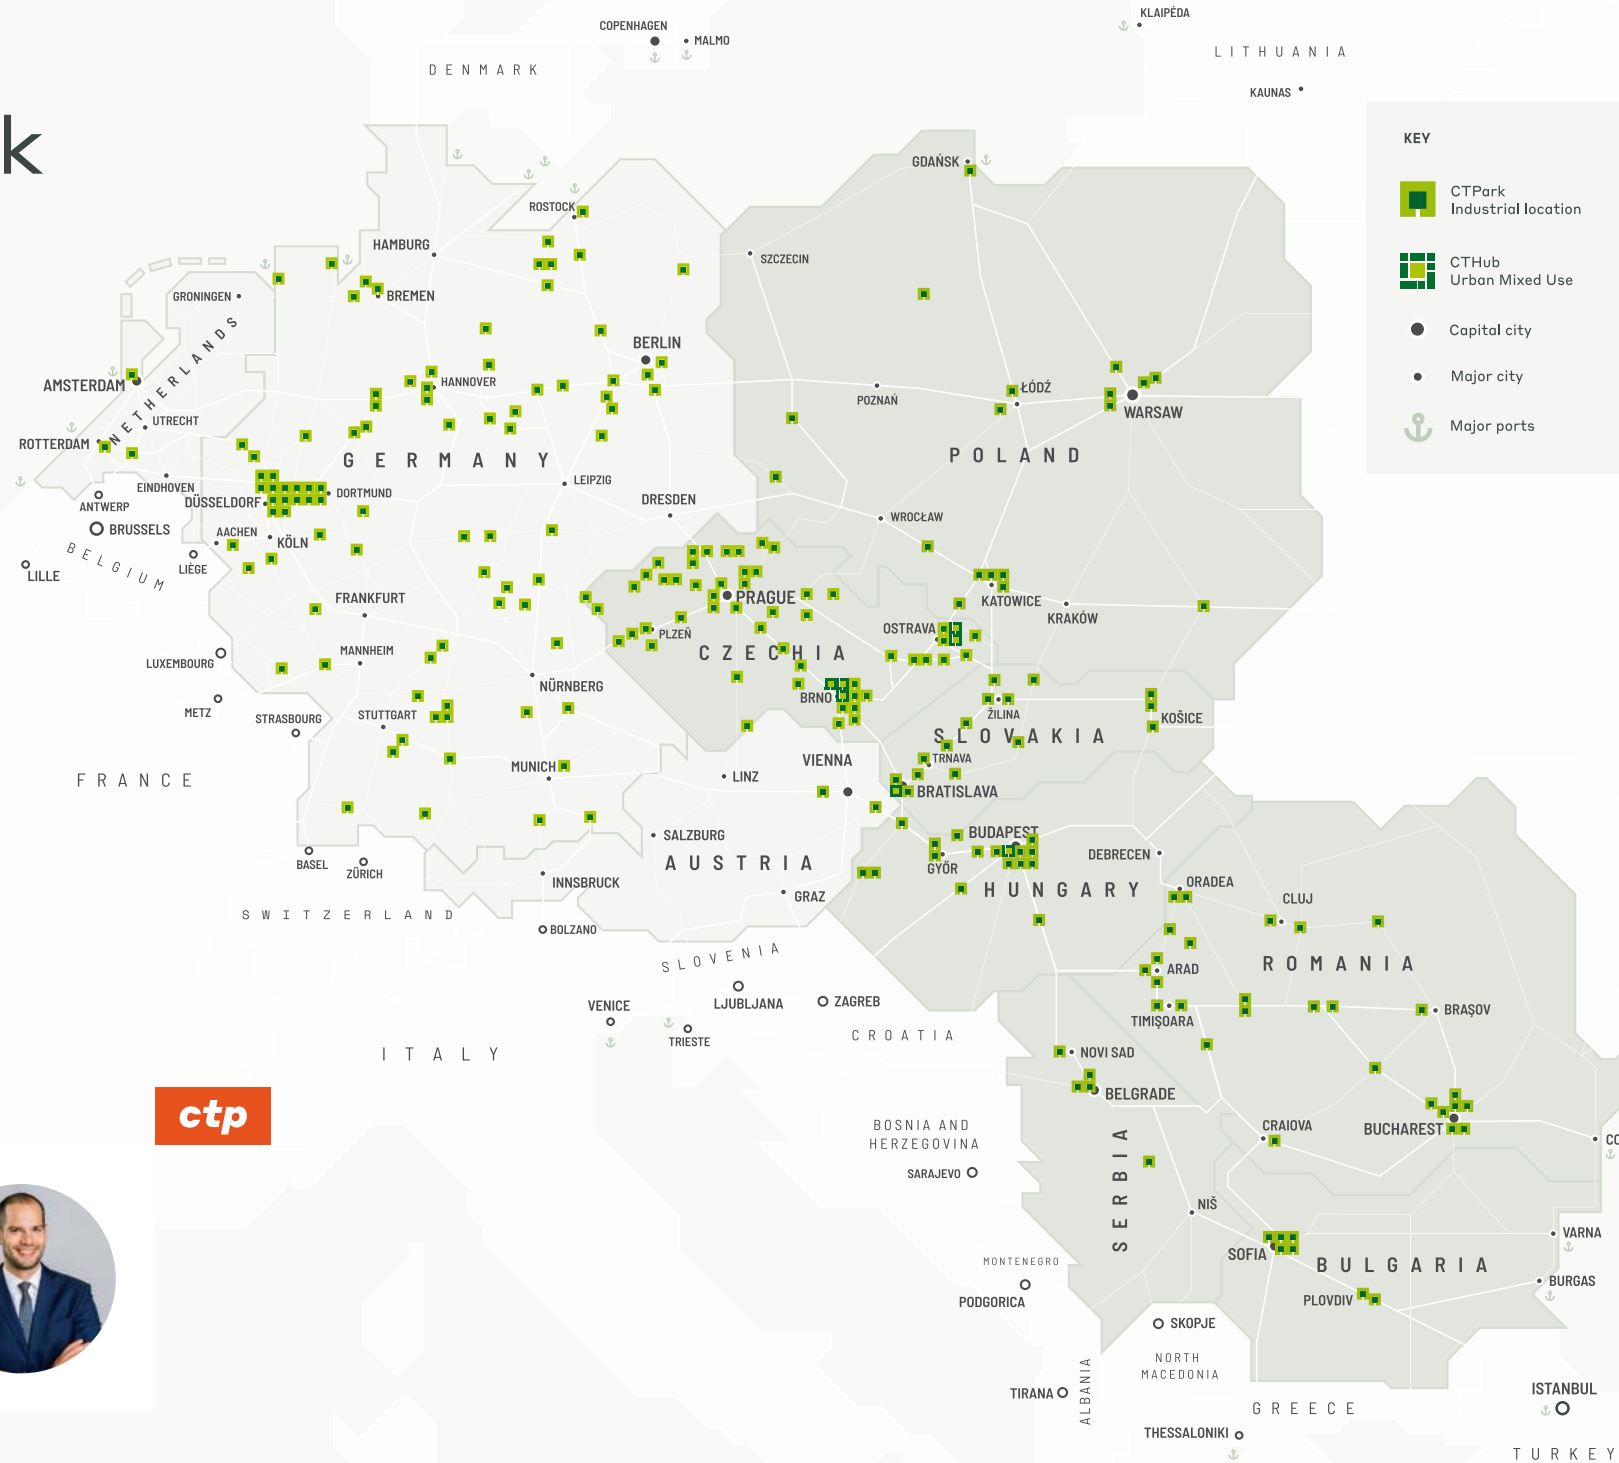 k
COPENHAGEN
MALMO
DENMARK
KLAIPĖDA
LITHUANIA
KAUNAS
KEY
CTPark
Industrial location
CTHub
Urban Mixed Use
Capital city
Major city
Major ports
GDAŃSK
ROSTOCK
HAMBURG
SZCZECIN
GRONINGEN
BREMEN
NETHERLANDS
BERLIN
AMSTERDAM
HANNOVER
POZNAŃ
ŁÓDŹ
WARSAW
UTRECHT
ROTTERDAM
GERMANY
POLAND
EINDHOVEN
LEIPZIG
ANTWERP
DÜSSELDORF
DORTMUND
DRESDEN
WROCŁAW
BRUSSELS
AACHEN
KÖLN
BELGIUM
LIÈGE
LILLE
FRANKFURT
PRAGUE
KATOWICE
KRAKÓW
OSTRAVA
PLZEŇ
CZECHIA
LUXEMBOURG
MANNHEIM
NÜRNBERG
BRNO
METZ
STRASBOURG
STUTTGART
ŽILINA
KOŠICE
SLOVAKIA
TRNAVA
VIENNA
MUNICH
LINZ
BRATISLAVA
FRANCE
SALZBURG
BUDAPEST
DEBRECEN
BASEL
ZÜRICH
AUSTRIA
GYŐR
HUNGARY
INNSBRUCK
GRAZ
ORADEA
CLUJ
SWITZERLAND
BOLZANO
SLOVENIA
ROMANIA
ARAD
LJUBLJANA
ZAGREB
VENICE
TRIESTE
CROATIA
TIMIŞOARA
BRAŞOV
ITALY
NOVI SAD
BELGRADE
ctp
BOSNIA AND
HERZEGOVINA
SARAJEVO
SERBIA
CRAIOVA
BUCHAREST
CO
NIŠ
VARNA
SOFIA
BULGARIA
MONTENEGRO
PODGORICA
BURGAS
PLOVDIV
SKOPJE
NORTH
MACEDONIA
TIRANA
ALBANIA
GREECE
ISTANBUL
THESSALONIKI
TURKEY